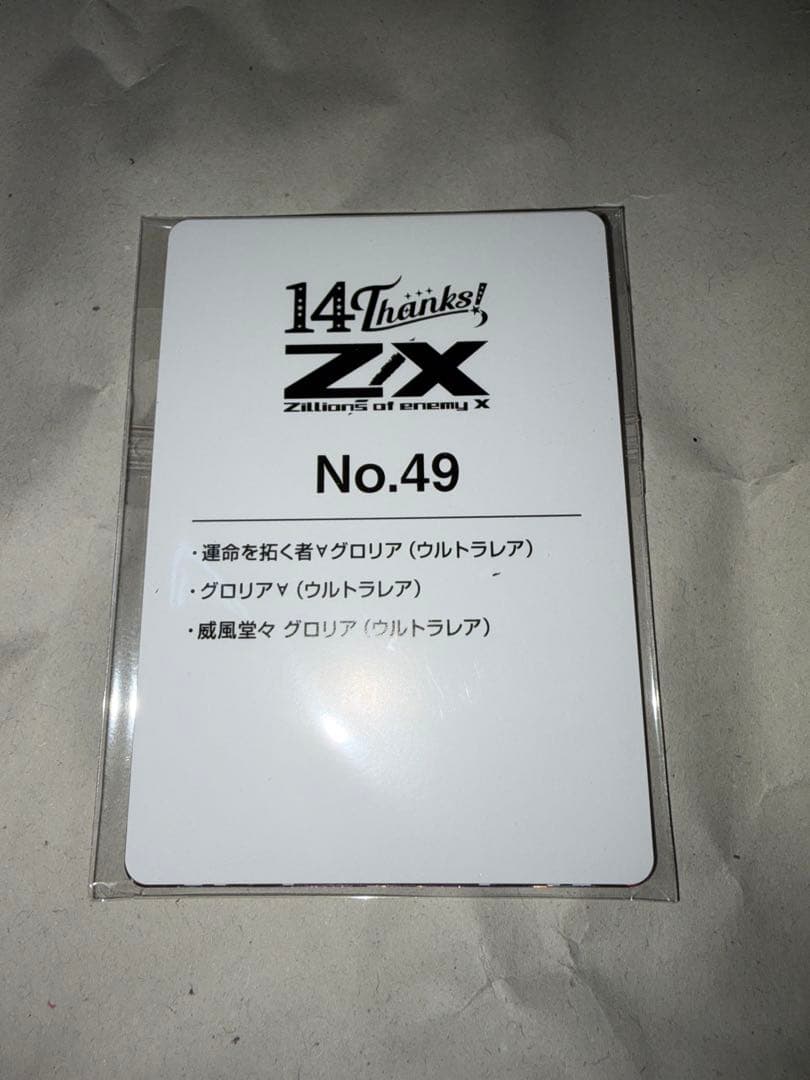 14Thanks!
Z/X
Zillions of enemy X
No.49
・運命を拓く者∀グロリア（ウルトラレア）
・グロリア∀（ウルトラレア）
・威風堂々 グロリア（ウルトラレア）